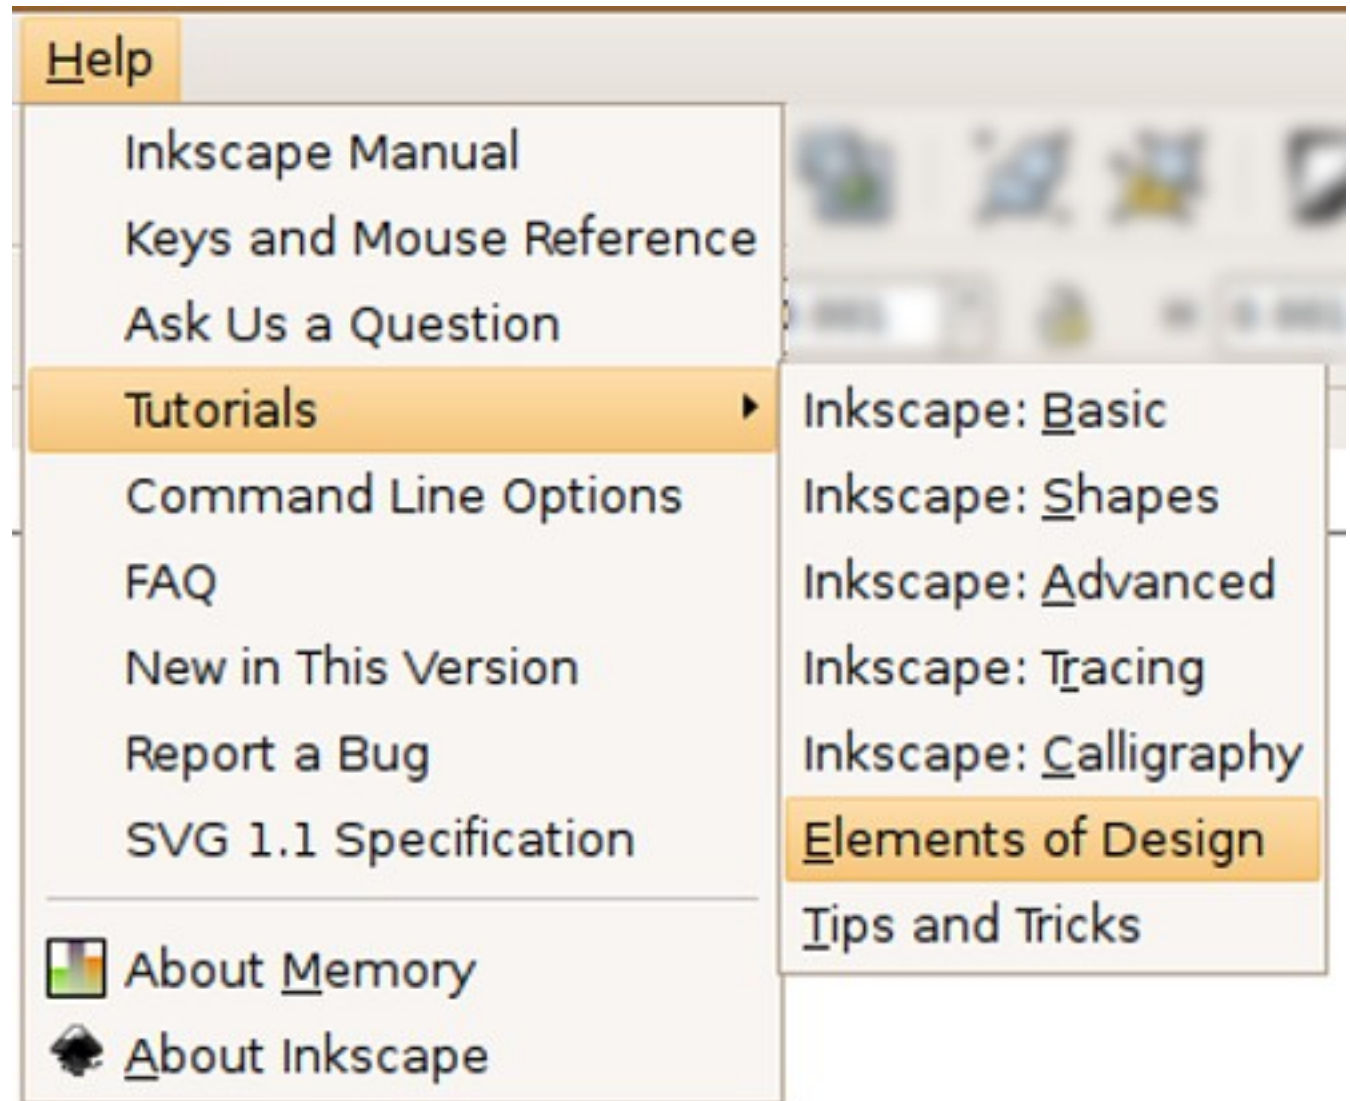 Help
Inkscape Manual
Keys and Mouse Reference
Ask Us a Question
Tutorials
Command Line Options
FAQ
New in This Version
Report a Bug
SVG 1.1 Specification
About Memory
About Inkscape
Inkscape: Basic
Inkscape: Shapes
Inkscape: Advanced
Inkscape: Tracing
Inkscape: Calligraphy
Elements of Design
Tips and Tricks